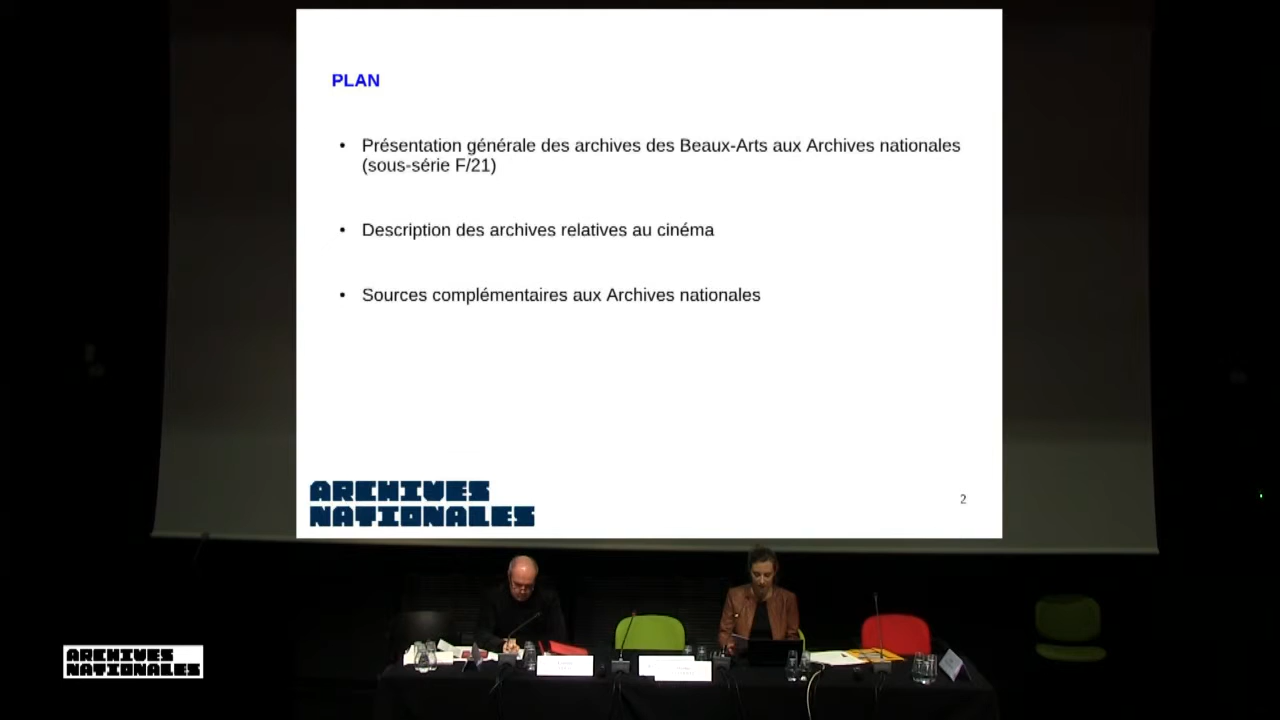 PLAN
• Présentation générale des archives des Beaux-Arts aux Archives nationales
(sous-série F/21)
• Description des archives relatives au cinéma
• Sources complémentaires aux Archives nationales
ARCHIVES
NATIONALES
2
ARCHIVES
NATIONALES